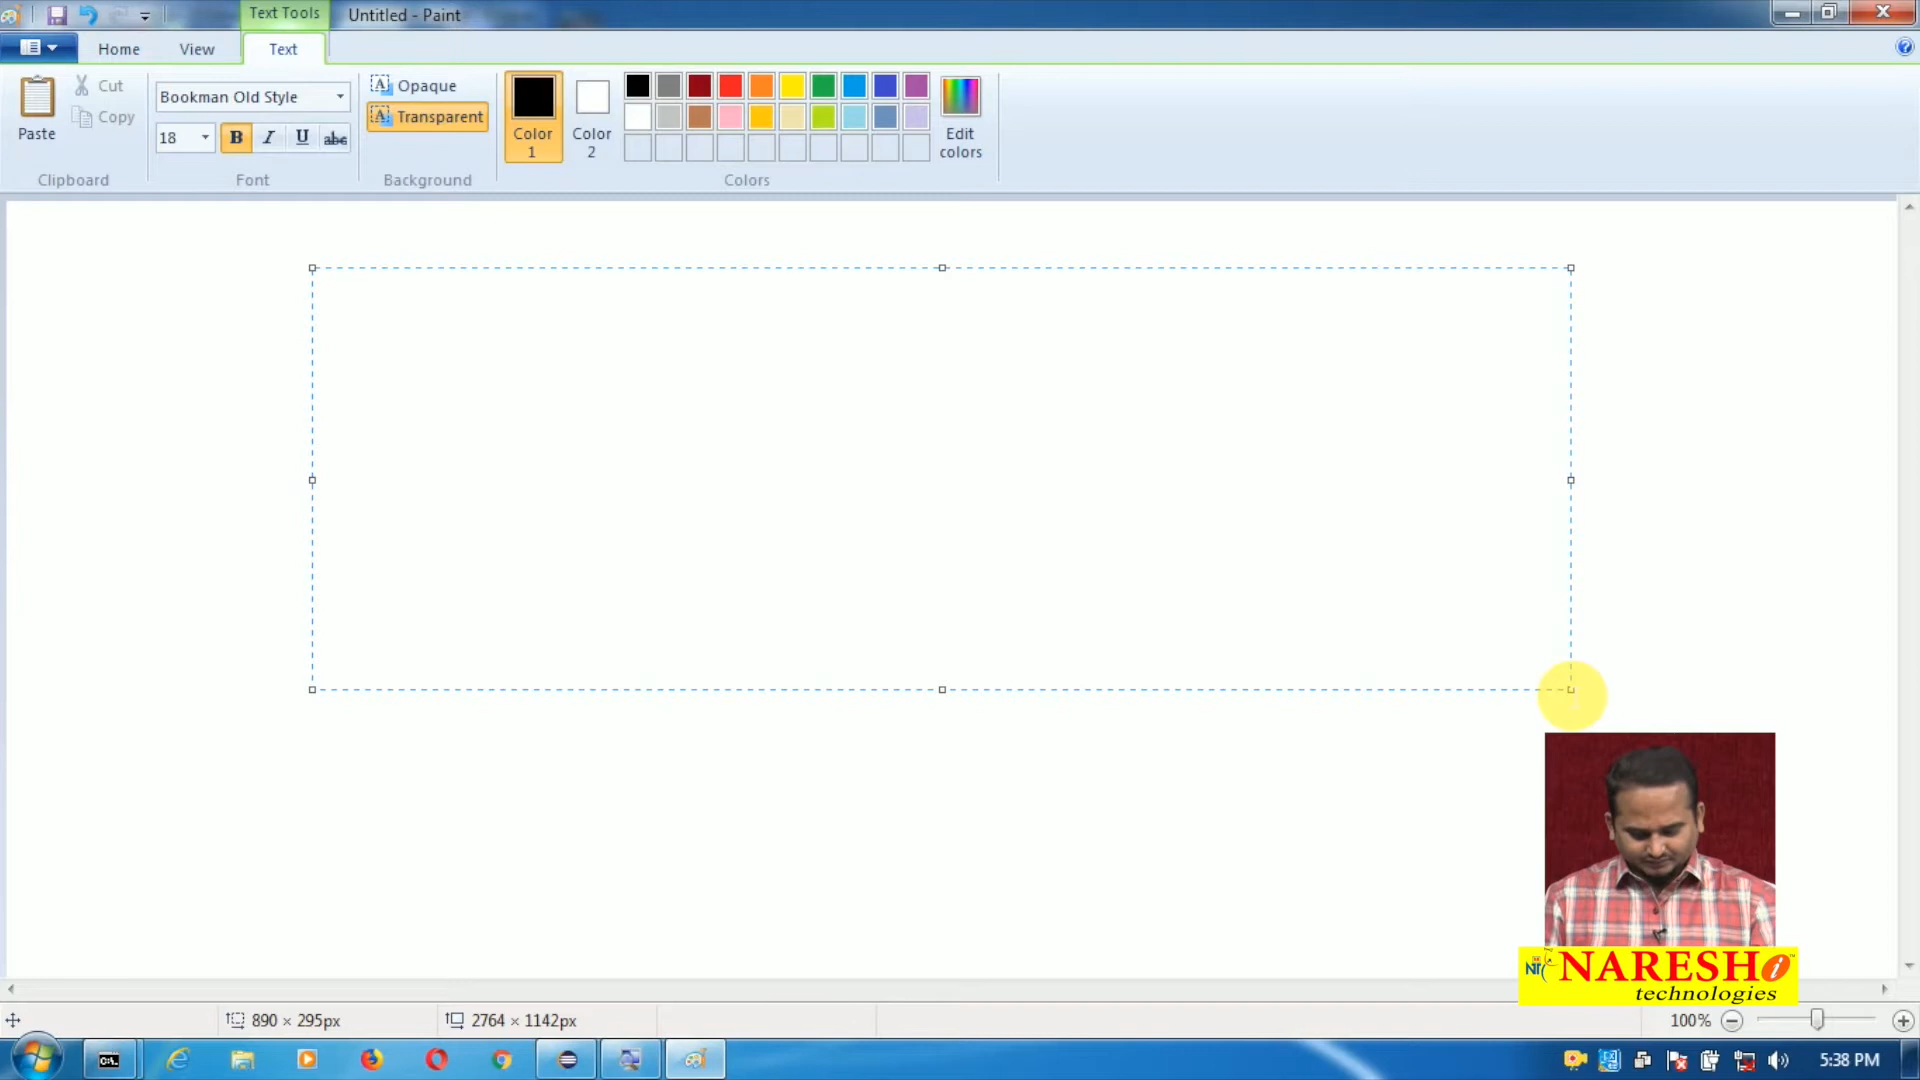 Text Tools
Untitled - Paint
Home
View
Text
Paste
Cut
Copy
Clipboard
Bookman Old Style
18
B
I
U
abc
Font
A Opaque
A Transparent
Background
Color 1
Color 2
Edit colors
Colors
NARESH i
technologies
890 × 295px
2764 × 1142px
100%
5:38 PM